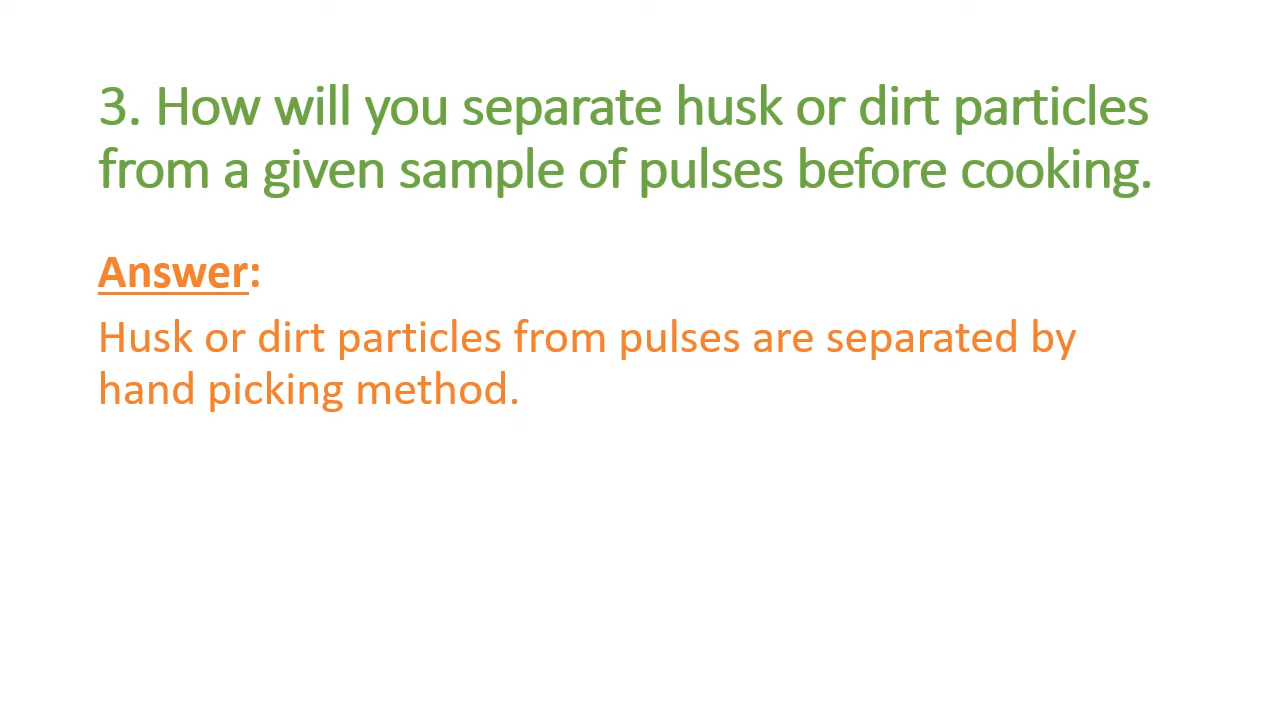 3. How will you separate husk or dirt particles
from a given sample of pulses before cooking.
Answer:
Husk or dirt particles from pulses are separated by
hand picking method.